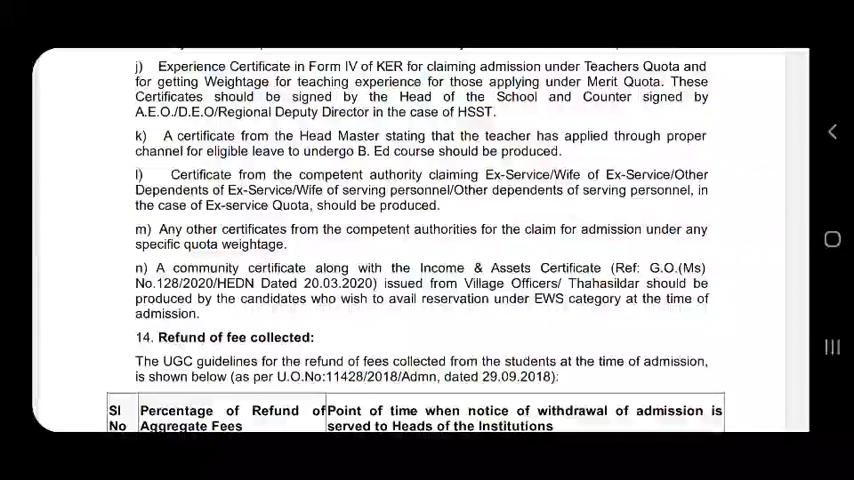 j) Experience Certificate in Form IV of KER for claiming admission under Teachers Quota and
for getting Weightage for teaching experience for those applying under Merit Quota. These
Certificates should be signed by the Head of the School and Counter signed by
A.E.O./D.E.O/Regional Deputy Director in the case of HSST.
k) A certificate from the Head Master stating that the teacher has applied through proper
channel for eligible leave to undergo B. Ed course should be produced.
l) Certificate from the competent authority claiming Ex-Service/Wife of Ex-Service/Other
Dependents of Ex-Service/Wife of serving personnel/Other dependents of serving personnel, in
the case of Ex-service Quota, should be produced.
m) Any other certificates from the competent authorities for the claim for admission under any
specific quota weightage.
n) A community certificate along with the Income & Assets Certificate (Ref: G.O.(Ms)
No.128/2020/HEDN Dated 20.03.2020) issued from Village Officers/ Thahasildar should be
produced by the candidates who wish to avail reservation under EWS category at the time of
admission.
14. Refund of fee collected:
The UGC guidelines for the refund of fees collected from the students at the time of admission,
is shown below (as per U.O.No:11428/2018/Admn, dated 29.09.2018):
Sl Percentage of Refund of Point of time when notice of withdrawal of admission is
No Aggregate Fees served to Heads of the Institutions